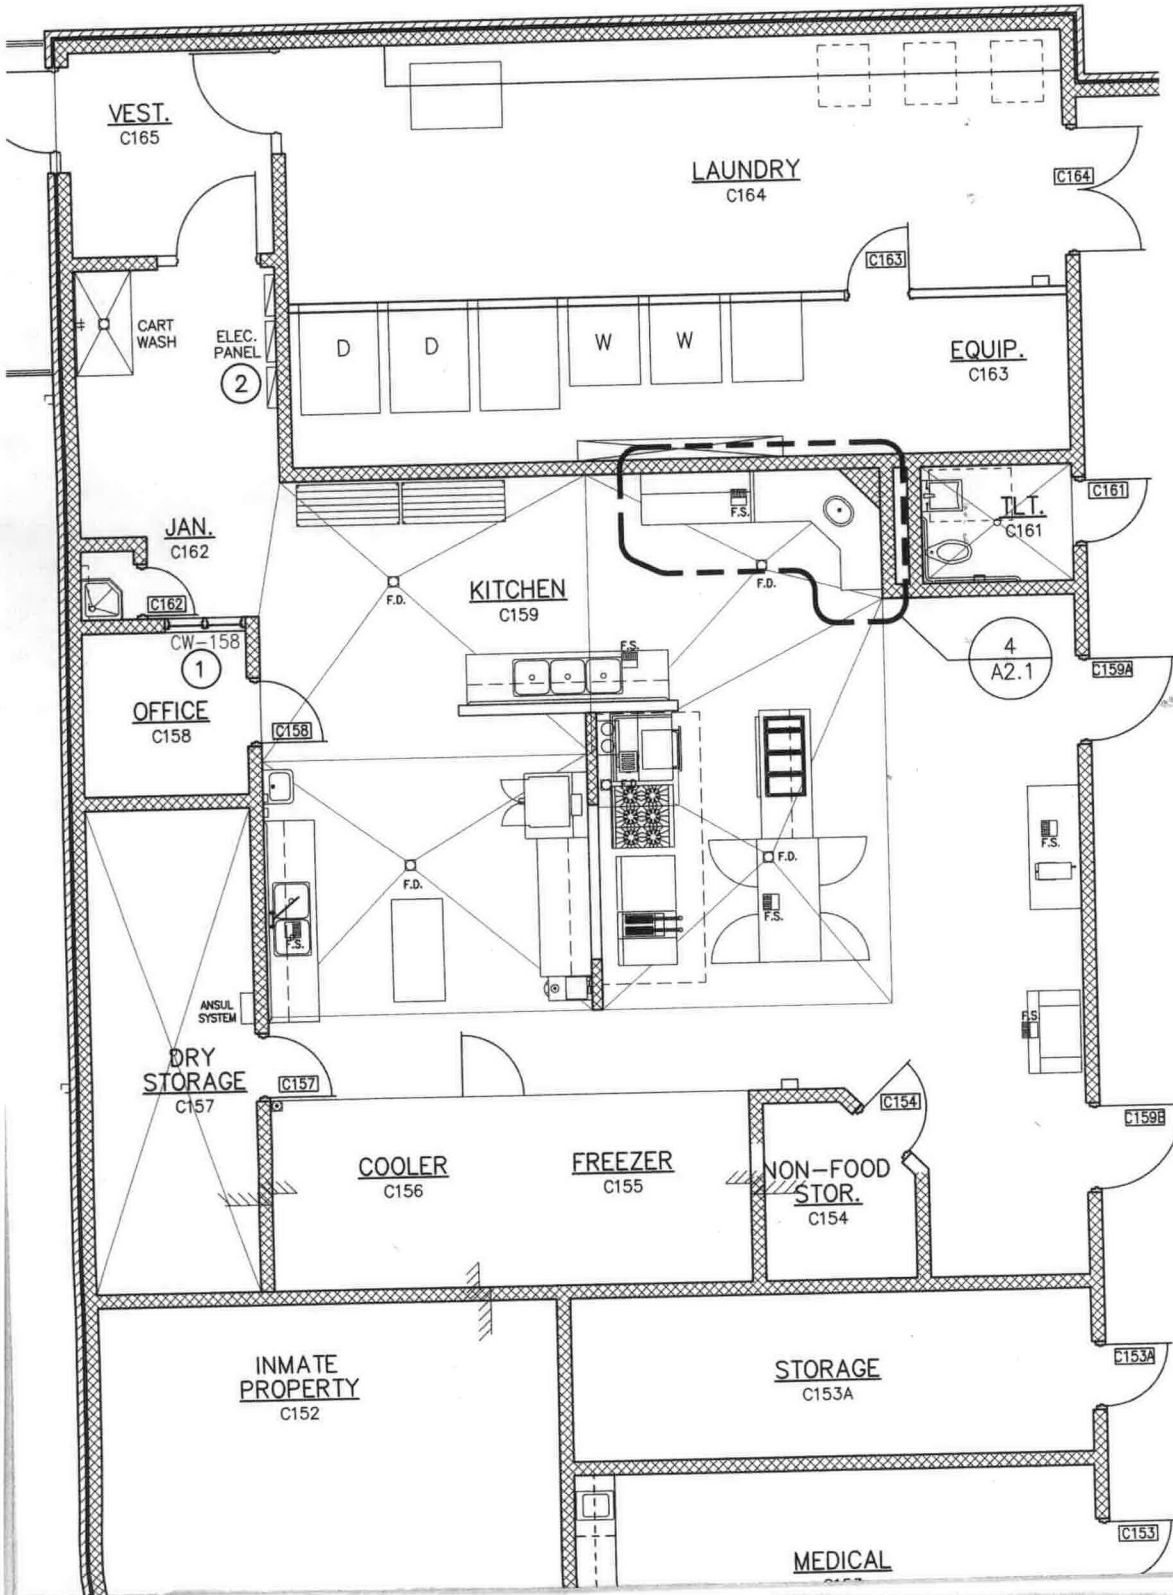 VEST.
C165
LAUNDRY
C164
C164
C163
CART
WASH
ELEC.
PANEL
2
D
D
W
W
EQUIP.
C163
F.S.
TLT.
C161
C161
JAN.
C162
C162
KITCHEN
C159
F.D.
F.D.
CW-158
1
OFFICE
C158
C158
F.S.
4
A2.1
C159A
F.D.
F.D.
F.S.
F.S.
F.S.
ANSUL
SYSTEM
F.S.
DRY
STORAGE
C157
C157
C154
C159B
COOLER
C156
FREEZER
C155
NON-FOOD
STOR.
C154
INMATE
PROPERTY
C152
STORAGE
C153A
C153A
C153
MEDICAL